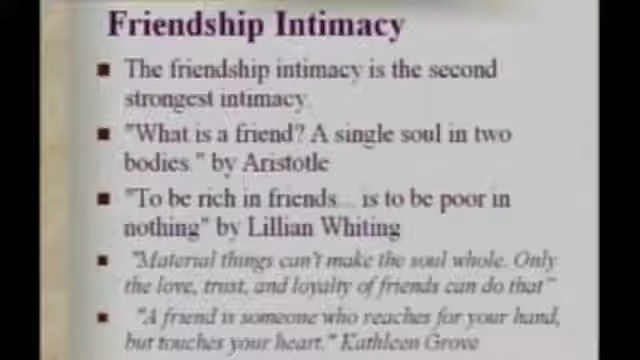 Friendship Intimacy
The friendship intimacy is the second
strongest intimacy.
"What is a friend? A single soul in two
bodies." by Aristotle
"To be rich in friends... is to be poor in
nothing" by Lillian Whiting
"Material things can't make the soul whole. Only
the love, trust, and loyalty of friends can do that"
"A friend is someone who reaches for your hand,
but touches your heart." Kathleen Grove